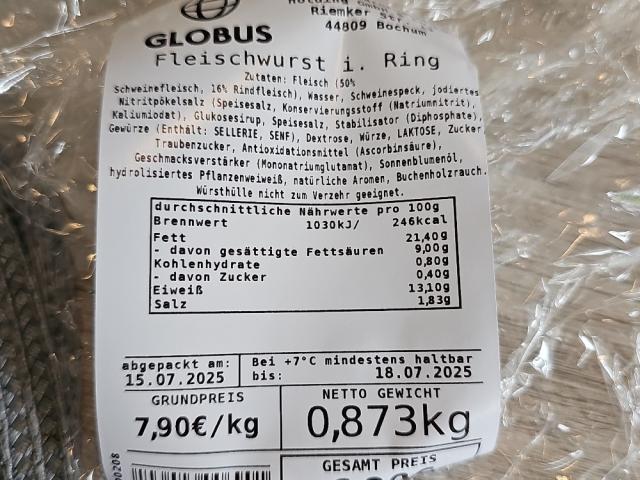 GLOBUS
Holding GmbH
Riemker Str.
44809 Bochum
Fleischwurst i. Ring
Zutaten: Fleisch (50%
Schweinefleisch, 16% Rindfleisch), Wasser, Schweinespeck, jodiertes
Nitritpökelsalz (Speisesalz, Konservierungsstoff (Natriumnitrit),
Kaliumiodat), Glukosesirup, Speisesalz, Stabilisator (Diphosphate),
Gewürze (Enthält: SELLERIE, SENF), Dextrose, Würze, LAKTOSE, Zucker,
Traubenzucker, Antioxidationsmittel (Ascorbinsäure),
Geschmacksverstärker (Mononatriumglutamat), Sonnenblumenöl,
hydrolisiertes Pflanzenweiweiß, natürliche Aromen, Buchenholzrauch.
Würsthülle nicht zum Verzehr geeignet.
durchschnittliche Nährwerte pro 100g
Brennwert 1030kJ/ 246kcal
Fett 21,40g
- davon gesättigte Fettsäuren 9,00g
Kohlenhydrate 0,80g
- davon Zucker 0,40g
Eiweiß 13,10g
Salz 1,83g
abgepackt am:
15.07.2025
Bei +7°C mindestens haltbar
bis: 18.07.2025
GRUNDPREIS
7,90€/kg
NETTO GEWICHT
0,873kg
GESAMT PREIS